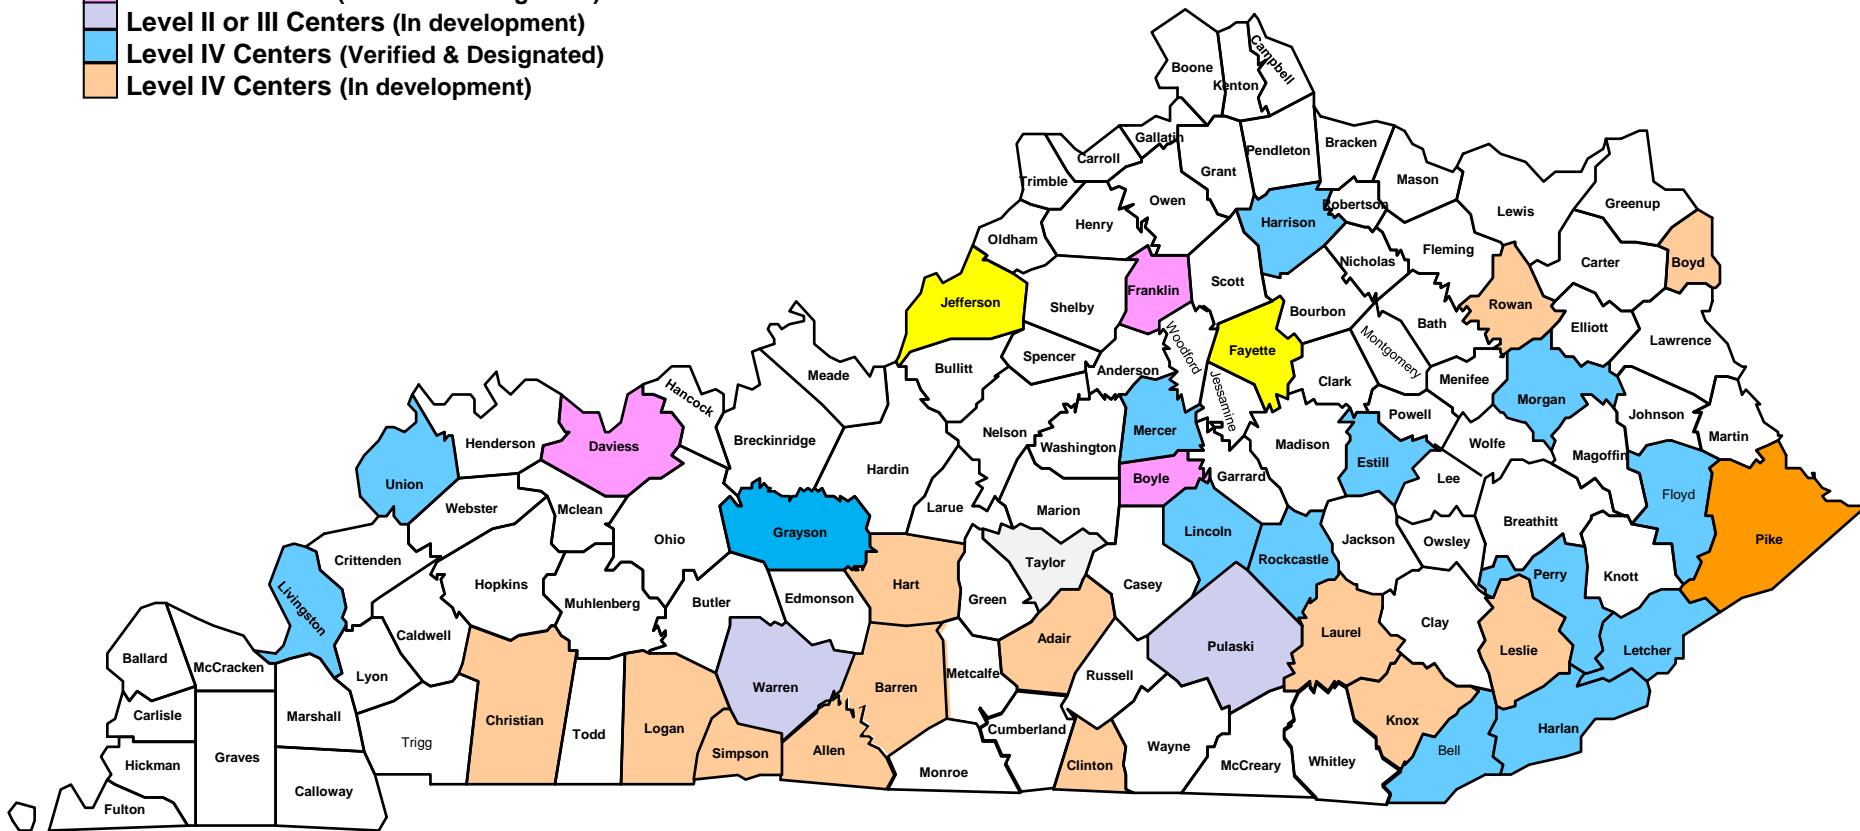 Level II or III Centers (In development)
Level IV Centers (Verified & Designated)
Level IV Centers (In development)
Boone
Kenton
Campbell
Gallatin
Carroll
Trimble
Grant
Pendleton
Bracken
Mason
Owen
Henry
Oldham
Harrison
Robertson
Lewis
Greenup
Fleming
Nicholas
Carter
Boyd
Jefferson
Shelby
Franklin
Scott
Bourbon
Bath
Rowan
Elliott
Lawrence
Meade
Bullitt
Spencer
Anderson
Woodford
Fayette
Jessamine
Clark
Montgomery
Menifee
Morgan
Johnson
Martin
Hancock
Daviess
Henderson
Union
Breckinridge
Hardin
Nelson
Washington
Mercer
Madison
Powell
Wolfe
Magoffin
Estill
Lee
Floyd
Boyle
Garrard
Webster
Mclean
Ohio
Grayson
Larue
Marion
Lincoln
Rockcastle
Jackson
Owsley
Breathitt
Pike
Crittenden
Hopkins
Muhlenberg
Butler
Edmonson
Hart
Green
Taylor
Casey
Perry
Knott
Livingston
Caldwell
Lyon
Ballard
McCracken
Warren
Barren
Metcalfe
Adair
Russell
Pulaski
Laurel
Clay
Leslie
Letcher
Carlisle
Marshall
Trigg
Christian
Todd
Logan
Simpson
Allen
Cumberland
Clinton
Wayne
McCreary
Whitley
Knox
Bell
Harlan
Hickman
Graves
Calloway
Fulton
Monroe